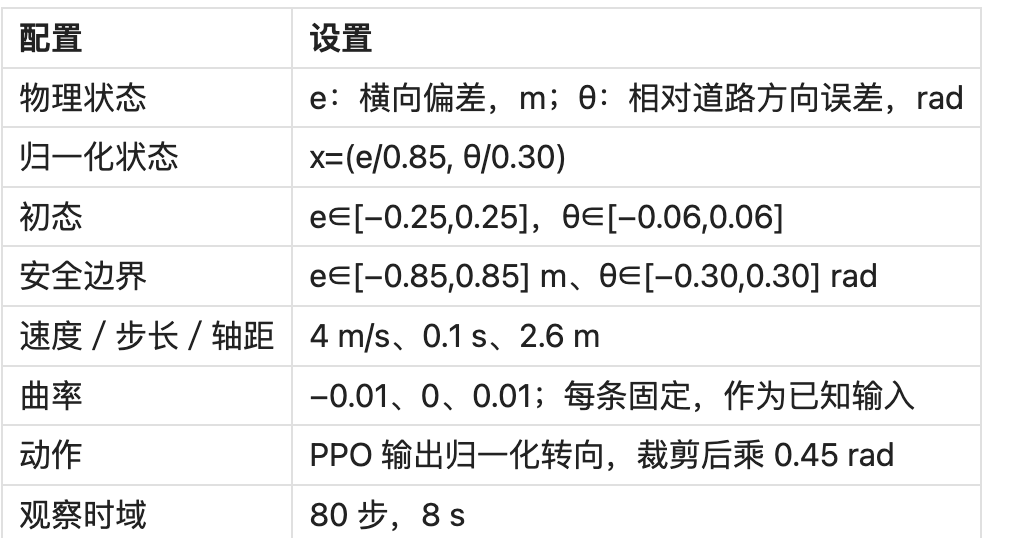 配置 设置
物理状态 e：横向偏差，m；θ：相对道路方向误差，rad
归一化状态 x=(e/0.85, θ/0.30)
初态 e∈[−0.25,0.25]，θ∈[−0.06,0.06]
安全边界 e∈[−0.85,0.85] m、θ∈[−0.30,0.30] rad
速度 / 步长 / 轴距 4 m/s、0.1 s、2.6 m
曲率 −0.01、0、0.01；每条固定，作为已知输入
动作 PPO 输出归一化转向，裁剪后乘 0.45 rad
观察时域 80 步，8 s